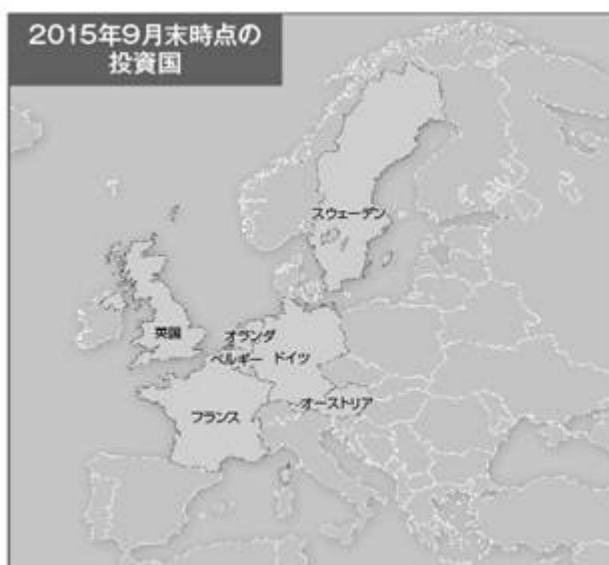 2015年9月末時点の
投資国
スウェーデン
英国
オランダ
ベルギー
ドイツ
オーストリア
フランス